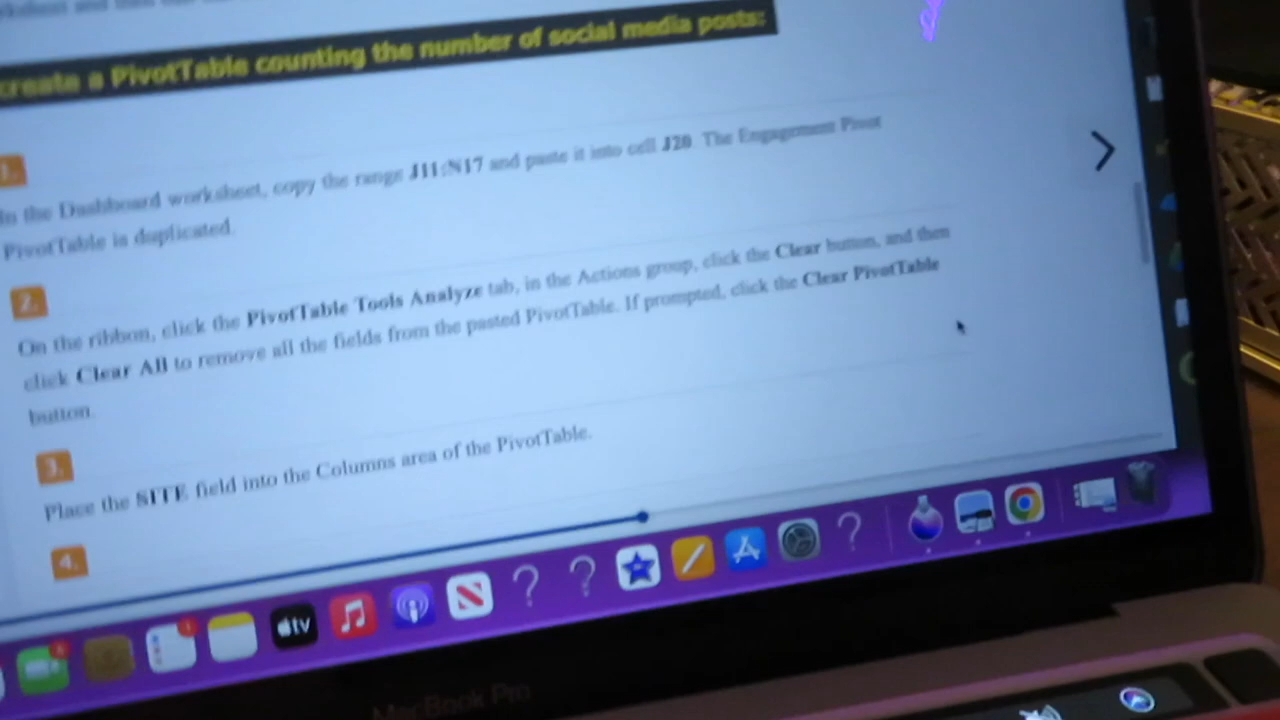 create a PivotTable counting the number of social media posts:
1.
In the Dashboard worksheet, copy the range J11:N17 and paste it into cell J20. The Engagement Pivot
PivotTable is duplicated.
2.
On the ribbon, click the PivotTable Tools Analyze tab, in the Actions group, click the Clear button, and then
click Clear All to remove all the fields from the pasted PivotTable. If prompted, click the Clear PivotTable
button.
3.
Place the SITE field into the Columns area of the PivotTable.
4.
tv
MacBook Pro